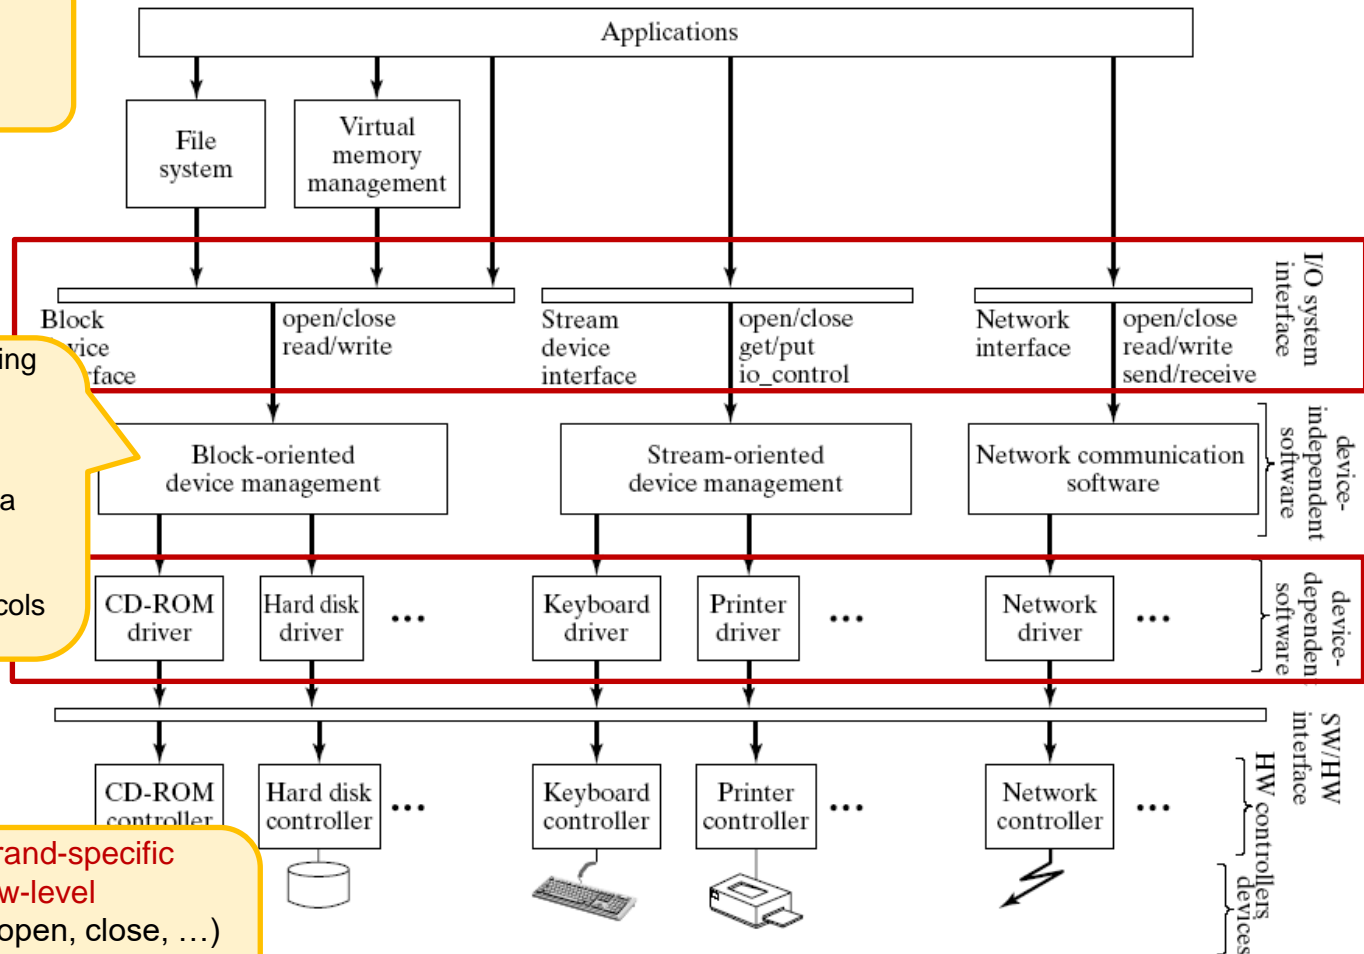 Applications
File
system
Virtual
memory
management
I/O system
interface
Block
open/close
read/write
Stream
device
interface
open/close
get/put
io_control
Network
interface
open/close
read/write
send/receive
Block-oriented
device management
Stream-oriented
device management
Network communication
software
device-
independent
software
a
CD-ROM
driver
Hard disk
driver
•••
Keyboard
driver
Printer
driver
•••
Network
driver
•••
device-
dependent
software
SW/HW
interface
CD-ROM
controller
Hard disk
controller
•••
Keyboard
controller
Printer
controller
•••
Network
controller
•••
HW controllers
devices
-specific
-level
open, close, …)